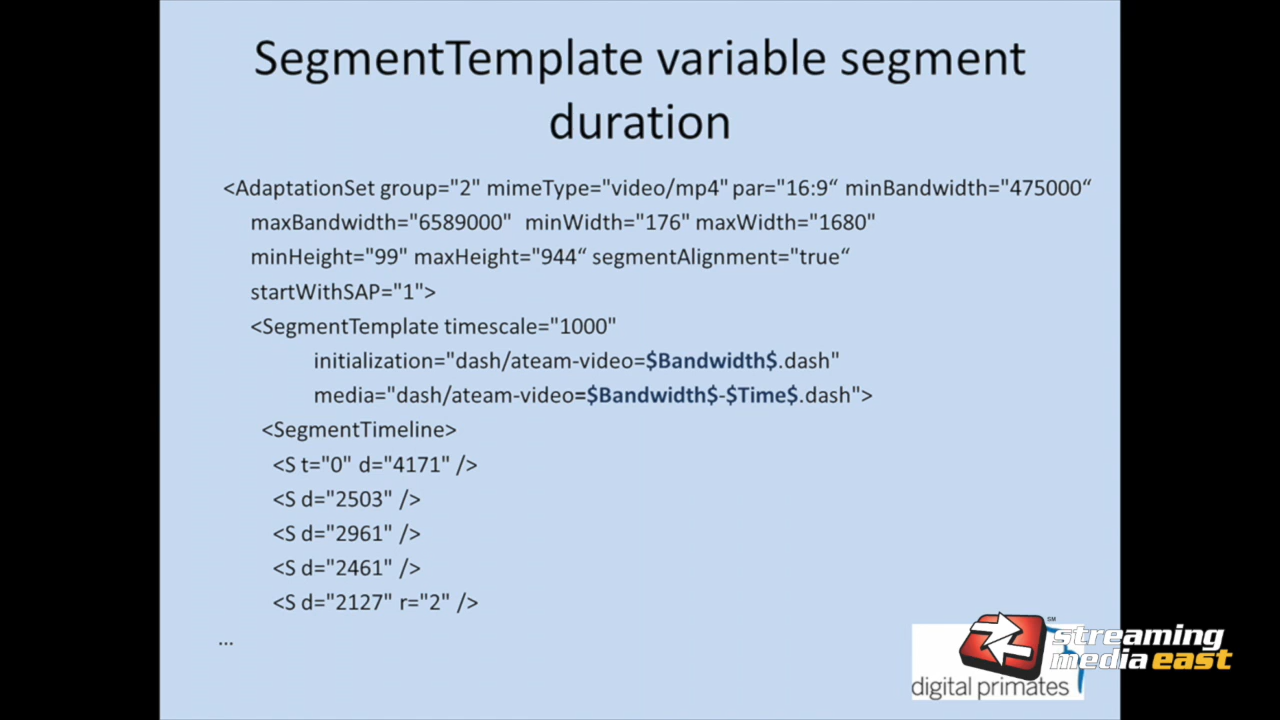 SegmentTemplate variable segment
duration
<AdaptationSet group="2" mimeType="video/mp4" par="16:9“ minBandwidth="475000“
maxBandwidth="6589000" minWidth="176" maxWidth="1680"
minHeight="99" maxHeight="944“ segmentAlignment="true“
startWithSAP="1">
<SegmentTemplate timescale="1000"
initialization="dash/ateam-video=$Bandwidth$.dash"
media="dash/ateam-video=$Bandwidth$-$Time$.dash">
<SegmentTimeline>
<S t="0" d="4171" />
<S d="2503" />
<S d="2961" />
<S d="2461" />
<S d="2127" r="2" />
...
SM
streaming
media east
digital primates